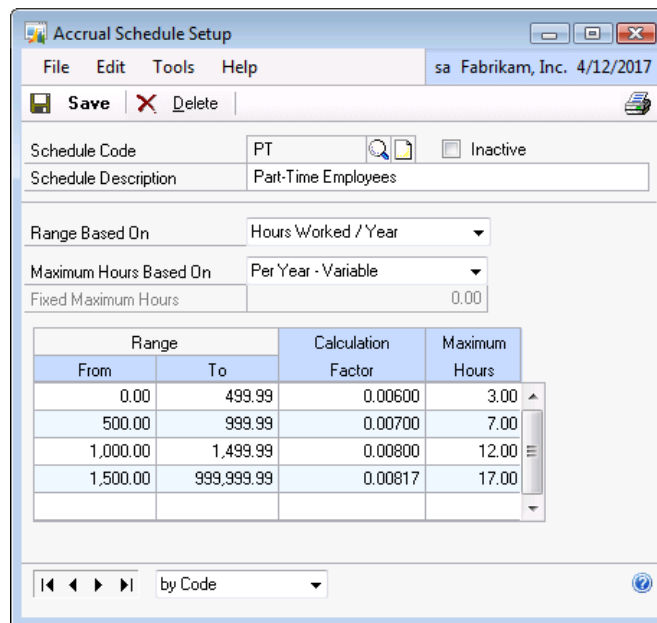 Accrual Schedule Setup
File Edit Tools Help sa Fabrikam, Inc. 4/12/2017
Save Delete
Schedule Code PT Inactive
Schedule Description Part-Time Employees
Range Based On Hours Worked / Year
Maximum Hours Based On Per Year - Variable
Fixed Maximum Hours 0.00
Range Calculation Maximum
From To Factor Hours
0.00 499.99 0.00600 3.00
500.00 999.99 0.00700 7.00
1,000.00 1,499.99 0.00800 12.00
1,500.00 999,999.99 0.00817 17.00
by Code